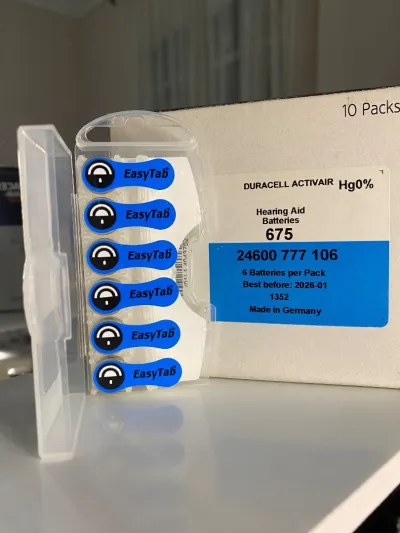 10 Packs
DURACELL ACTIVAIR Hg0%
Hearing Aid
Batteries
675
24600 777 106
6 Batteries per Pack
Best before: 2026-01
1352
Made in Germany
EasyTab
EasyTab
EasyTab
EasyTab
EasyTab
EasyTab